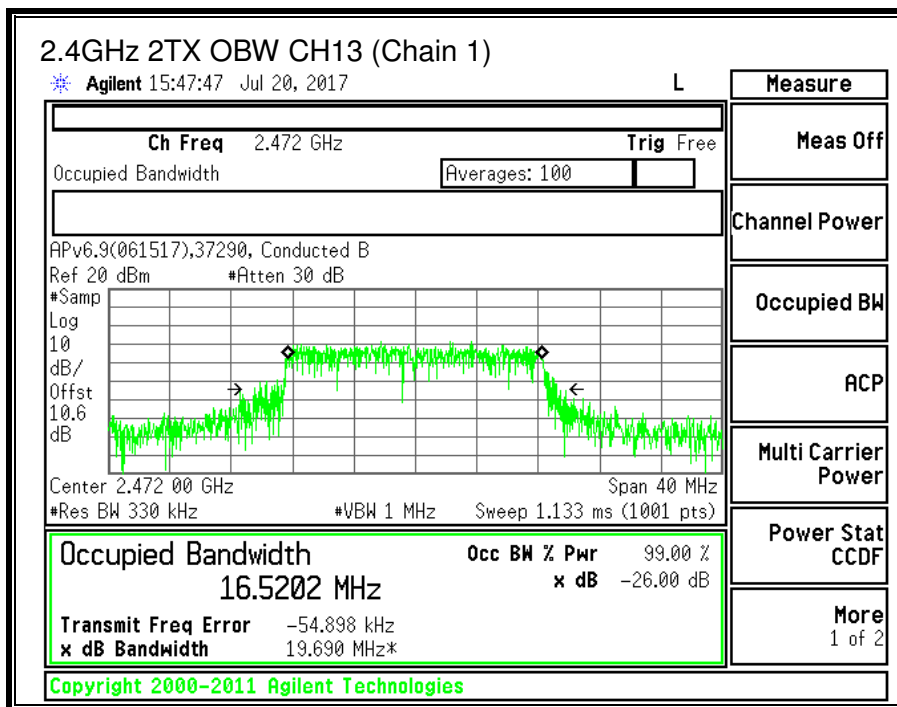 2.4GHz 2TX OBW CH13 (Chain 1)
Agilent 15:47:47 Jul 20, 2017 L
Measure
Ch Freq 2.472 GHz Trig Free
Occupied Bandwidth Averages: 100
APv6.9(061517),37290, Conducted B
Ref 20 dBm #Atten 30 dB
#Samp
Log
10
dB/
Offst
10.6
dB
Center 2.472 00 GHz Span 40 MHz
#Res BW 330 kHz #VBW 1 MHz Sweep 1.133 ms (1001 pts)
Occupied Bandwidth Occ BW % Pwr 99.00 %
16.5202 MHz x dB -26.00 dB
Transmit Freq Error -54.898 kHz
x dB Bandwidth 19.690 MHz*
Meas Off
Channel Power
Occupied BW
ACP
Multi Carrier
Power
Power Stat
CCDF
More
1 of 2
Copyright 2000-2011 Agilent Technologies